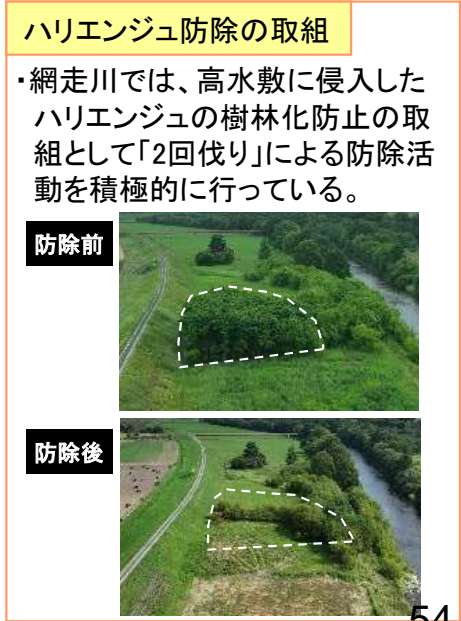 ハリエンジュ防除の取組
・網走川では、高水敷に侵入した
ハリエンジュの樹林化防止の取
組として「2回伐り」による防除活
動を積極的に行っている。
防除前
防除後
54